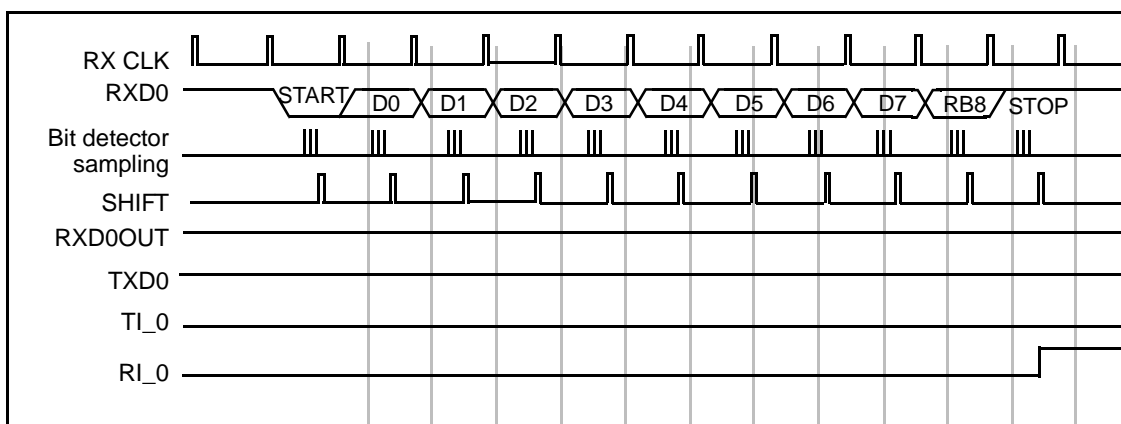 RX CLK
RXD0
START D0 D1 D2 D3 D4 D5 D6 D7 RB8 STOP
Bit detector
sampling
SHIFT
RXD0OUT
TXD0
TI_0
RI_0